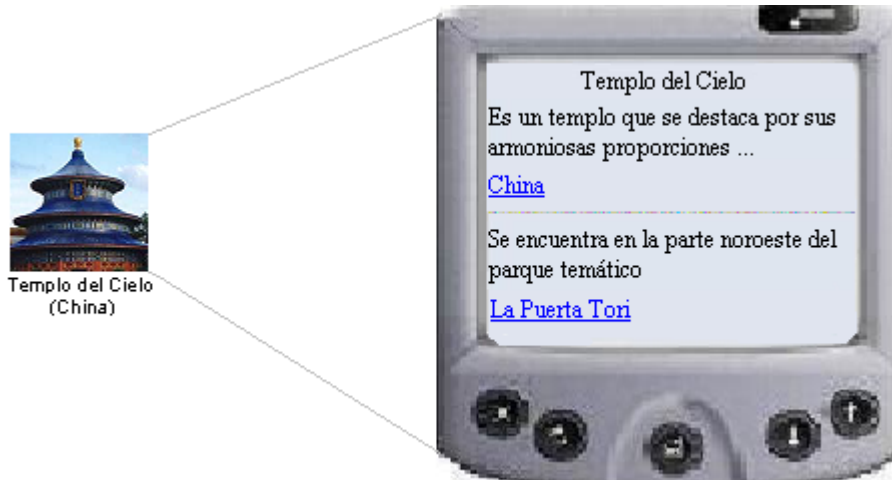 Templo del Cielo
(China)
Templo del Cielo
Es un templo que se destaca por sus
armoniosas proporciones ...
China
Se encuentra en la parte noroeste del
parque temático
La Puerta Tori